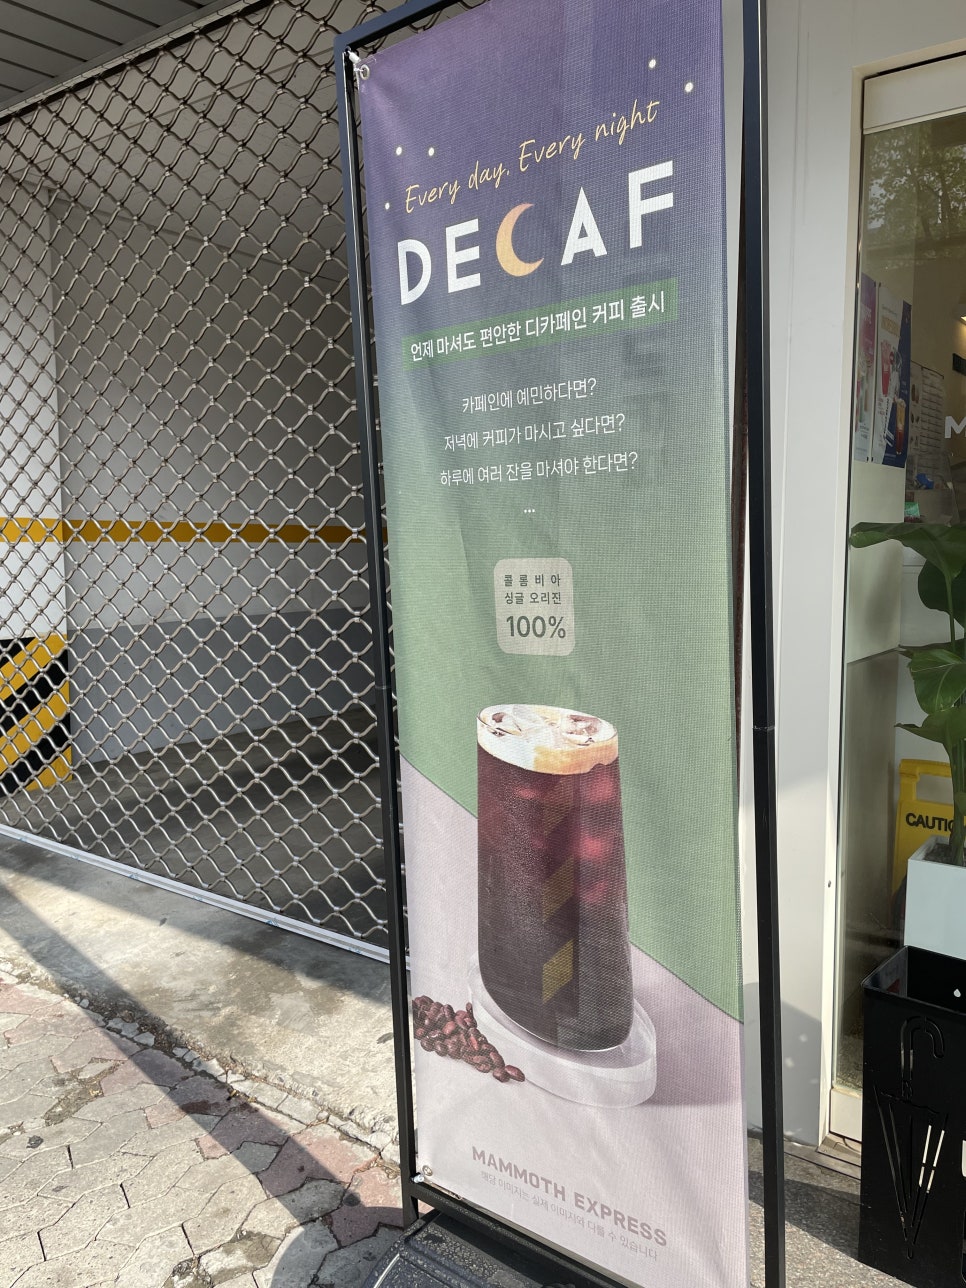 Every day, Every night
DECAF
언제 마셔도 편안한 디카페인 커피 출시
카페인에 예민하다면?
저녁에 커피가 마시고 싶다면?
하루에 여러 잔을 마셔야 한다면?
...
콜롬비아
싱글 오리진
100%
MAMMOTH EXPRESS
해당 이미지는 실제 이미지와 다를 수 있습니다
CAUTIO